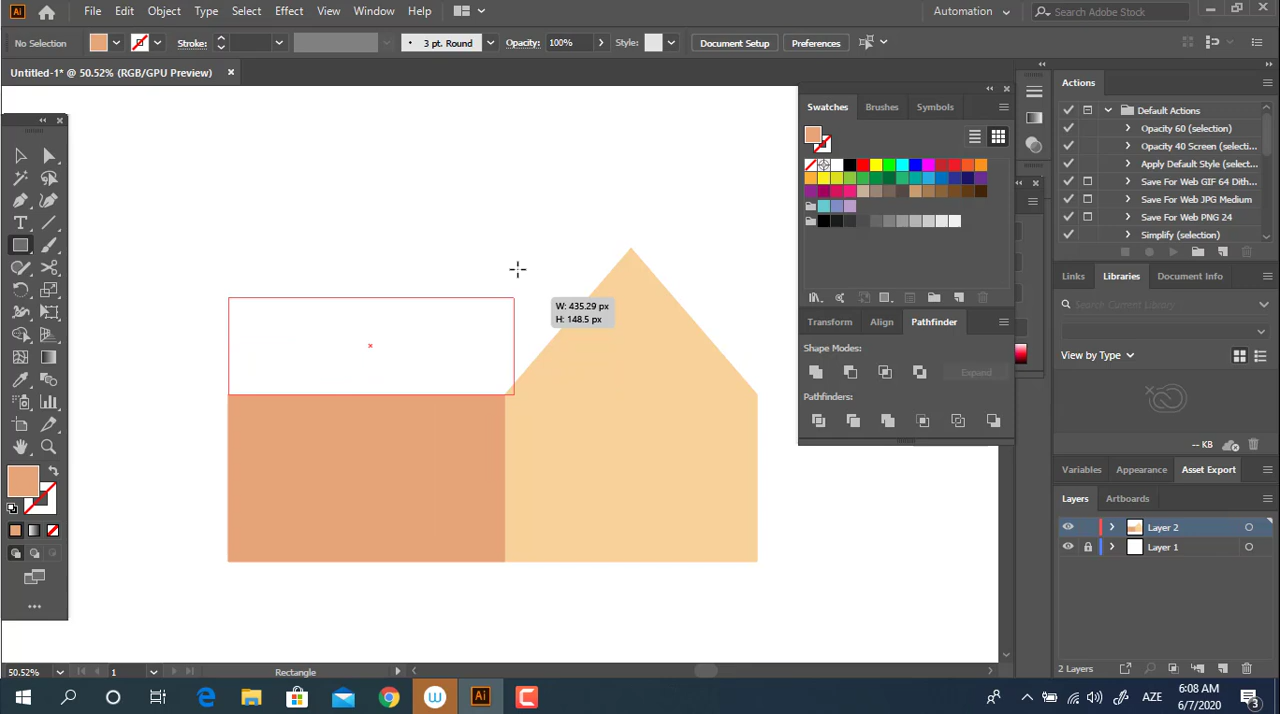 Ai File Edit Object Type Select Effect View Window Help Automation Search Adobe Stock
No Selection Stroke: 3 pt. Round Opacity: 100% Style: Document Setup Preferences
Untitled-1* @ 50.52% (RGB/GPU Preview)
Swatches Brushes Symbols
W: 435.29 px
H: 148.5 px
Transform Align Pathfinder
Shape Modes:
Expand
Pathfinders:
Actions
Default Actions
Opacity 60 (selection)
Opacity 40 Screen (selecti...
Apply Default Style (select...
Save For Web GIF 64 Dith...
Save For Web JPG Medium
Save For Web PNG 24
Simplify (selection)
Links Libraries Document Info
Search Current Library
View by Type
-- KB
Variables Appearance Asset Export
Layers Artboards
Layer 2
Layer 1
2 Layers
50.52% 1 Rectangle
Ai AZE 6:08 AM
6/7/2020 3